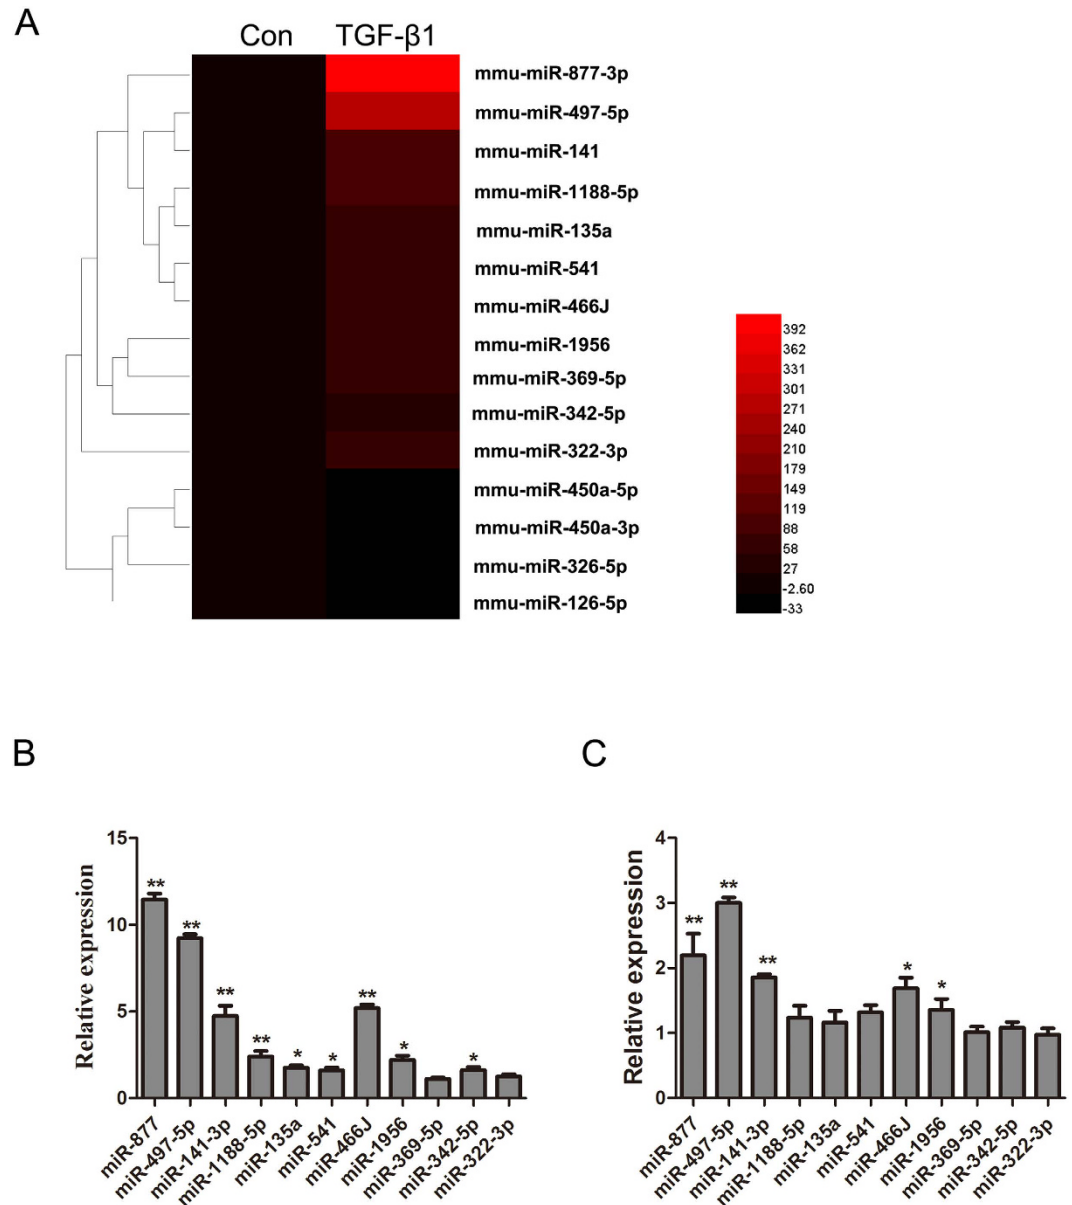 A
Con TGF-β1
mmu-miR-877-3p
mmu-miR-497-5p
mmu-miR-141
mmu-miR-1188-5p
mmu-miR-135a
mmu-miR-541
mmu-miR-466J
mmu-miR-1956
mmu-miR-369-5p
mmu-miR-342-5p
mmu-miR-322-3p
mmu-miR-450a-5p
mmu-miR-450a-3p
mmu-miR-326-5p
mmu-miR-126-5p
392
362
331
301
271
240
210
179
149
119
88
58
27
-2.60
-33
B
Relative expression
15
10
5
0
** ** ** ** * * ** * *
miR-877
miR-497-5p
miR-141-3p
miR-1188-5p
miR-135a
miR-541
miR-466J
miR-1956
miR-369-5p
miR-342-5p
miR-322-3p
C
Relative expression
4
3
2
1
0
** ** ** * *
miR-877
miR-497-5p
miR-141-3p
miR-1188-5p
miR-135a
miR-541
miR-466J
miR-1956
miR-369-5p
miR-342-5p
miR-322-3p